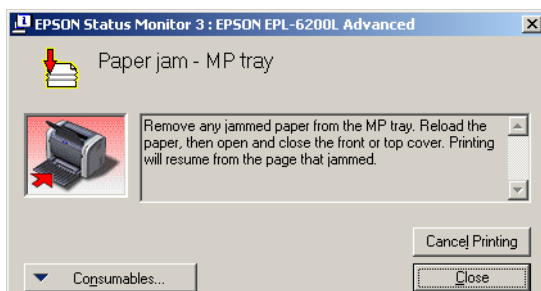 EPSON Status Monitor 3 : EPSON EPL-6200L Advanced
Paper jam - MP tray
Remove any jammed paper from the MP tray. Reload the
paper, then open and close the front or top cover. Printing
will resume from the page that jammed.
Cancel Printing
Consumables...
Close